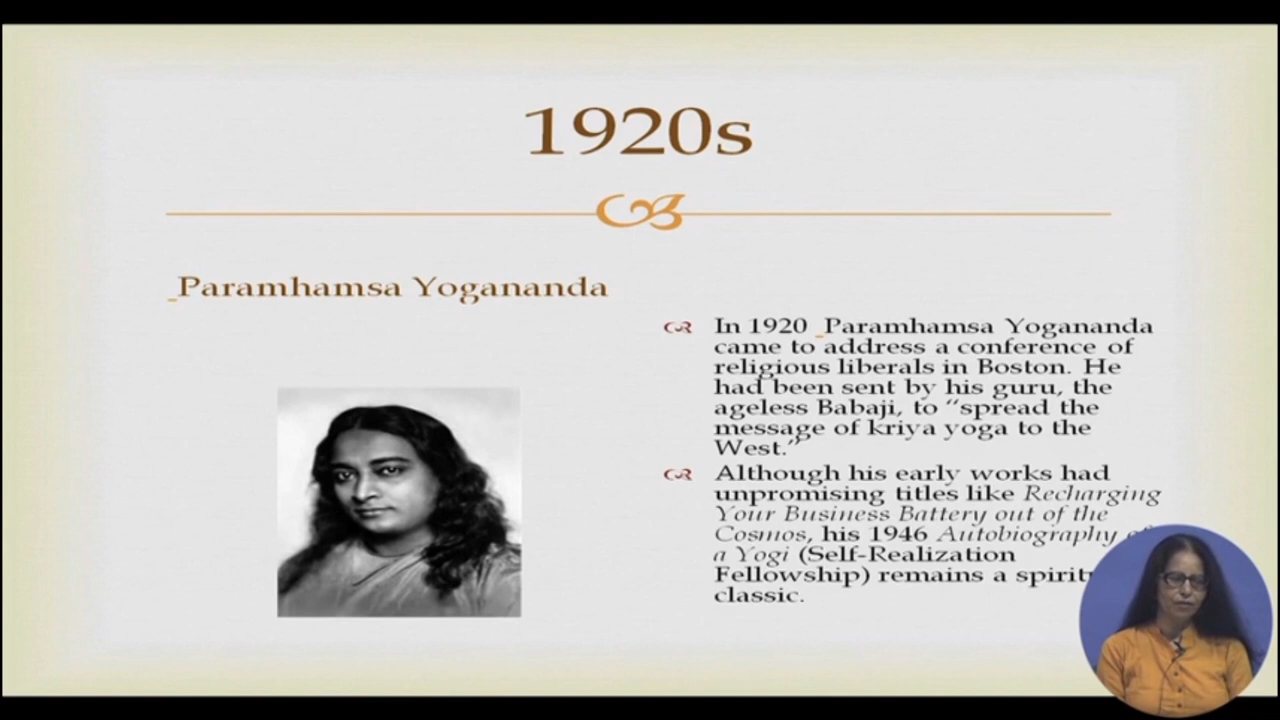 1920s
Paramhamsa Yogananda
In 1920 Paramhamsa Yogananda
came to address a conference of
religious liberals in Boston. He
had been sent by his guru, the
ageless Babaji, to “spread the
message of kriya yoga to the
West.”
Although his early works had
unpromising titles like Recharging
Your Business Battery out of the
Cosmos, his 1946 Autobiography of
a Yogi (Self-Realization
Fellowship) remains a
classic.